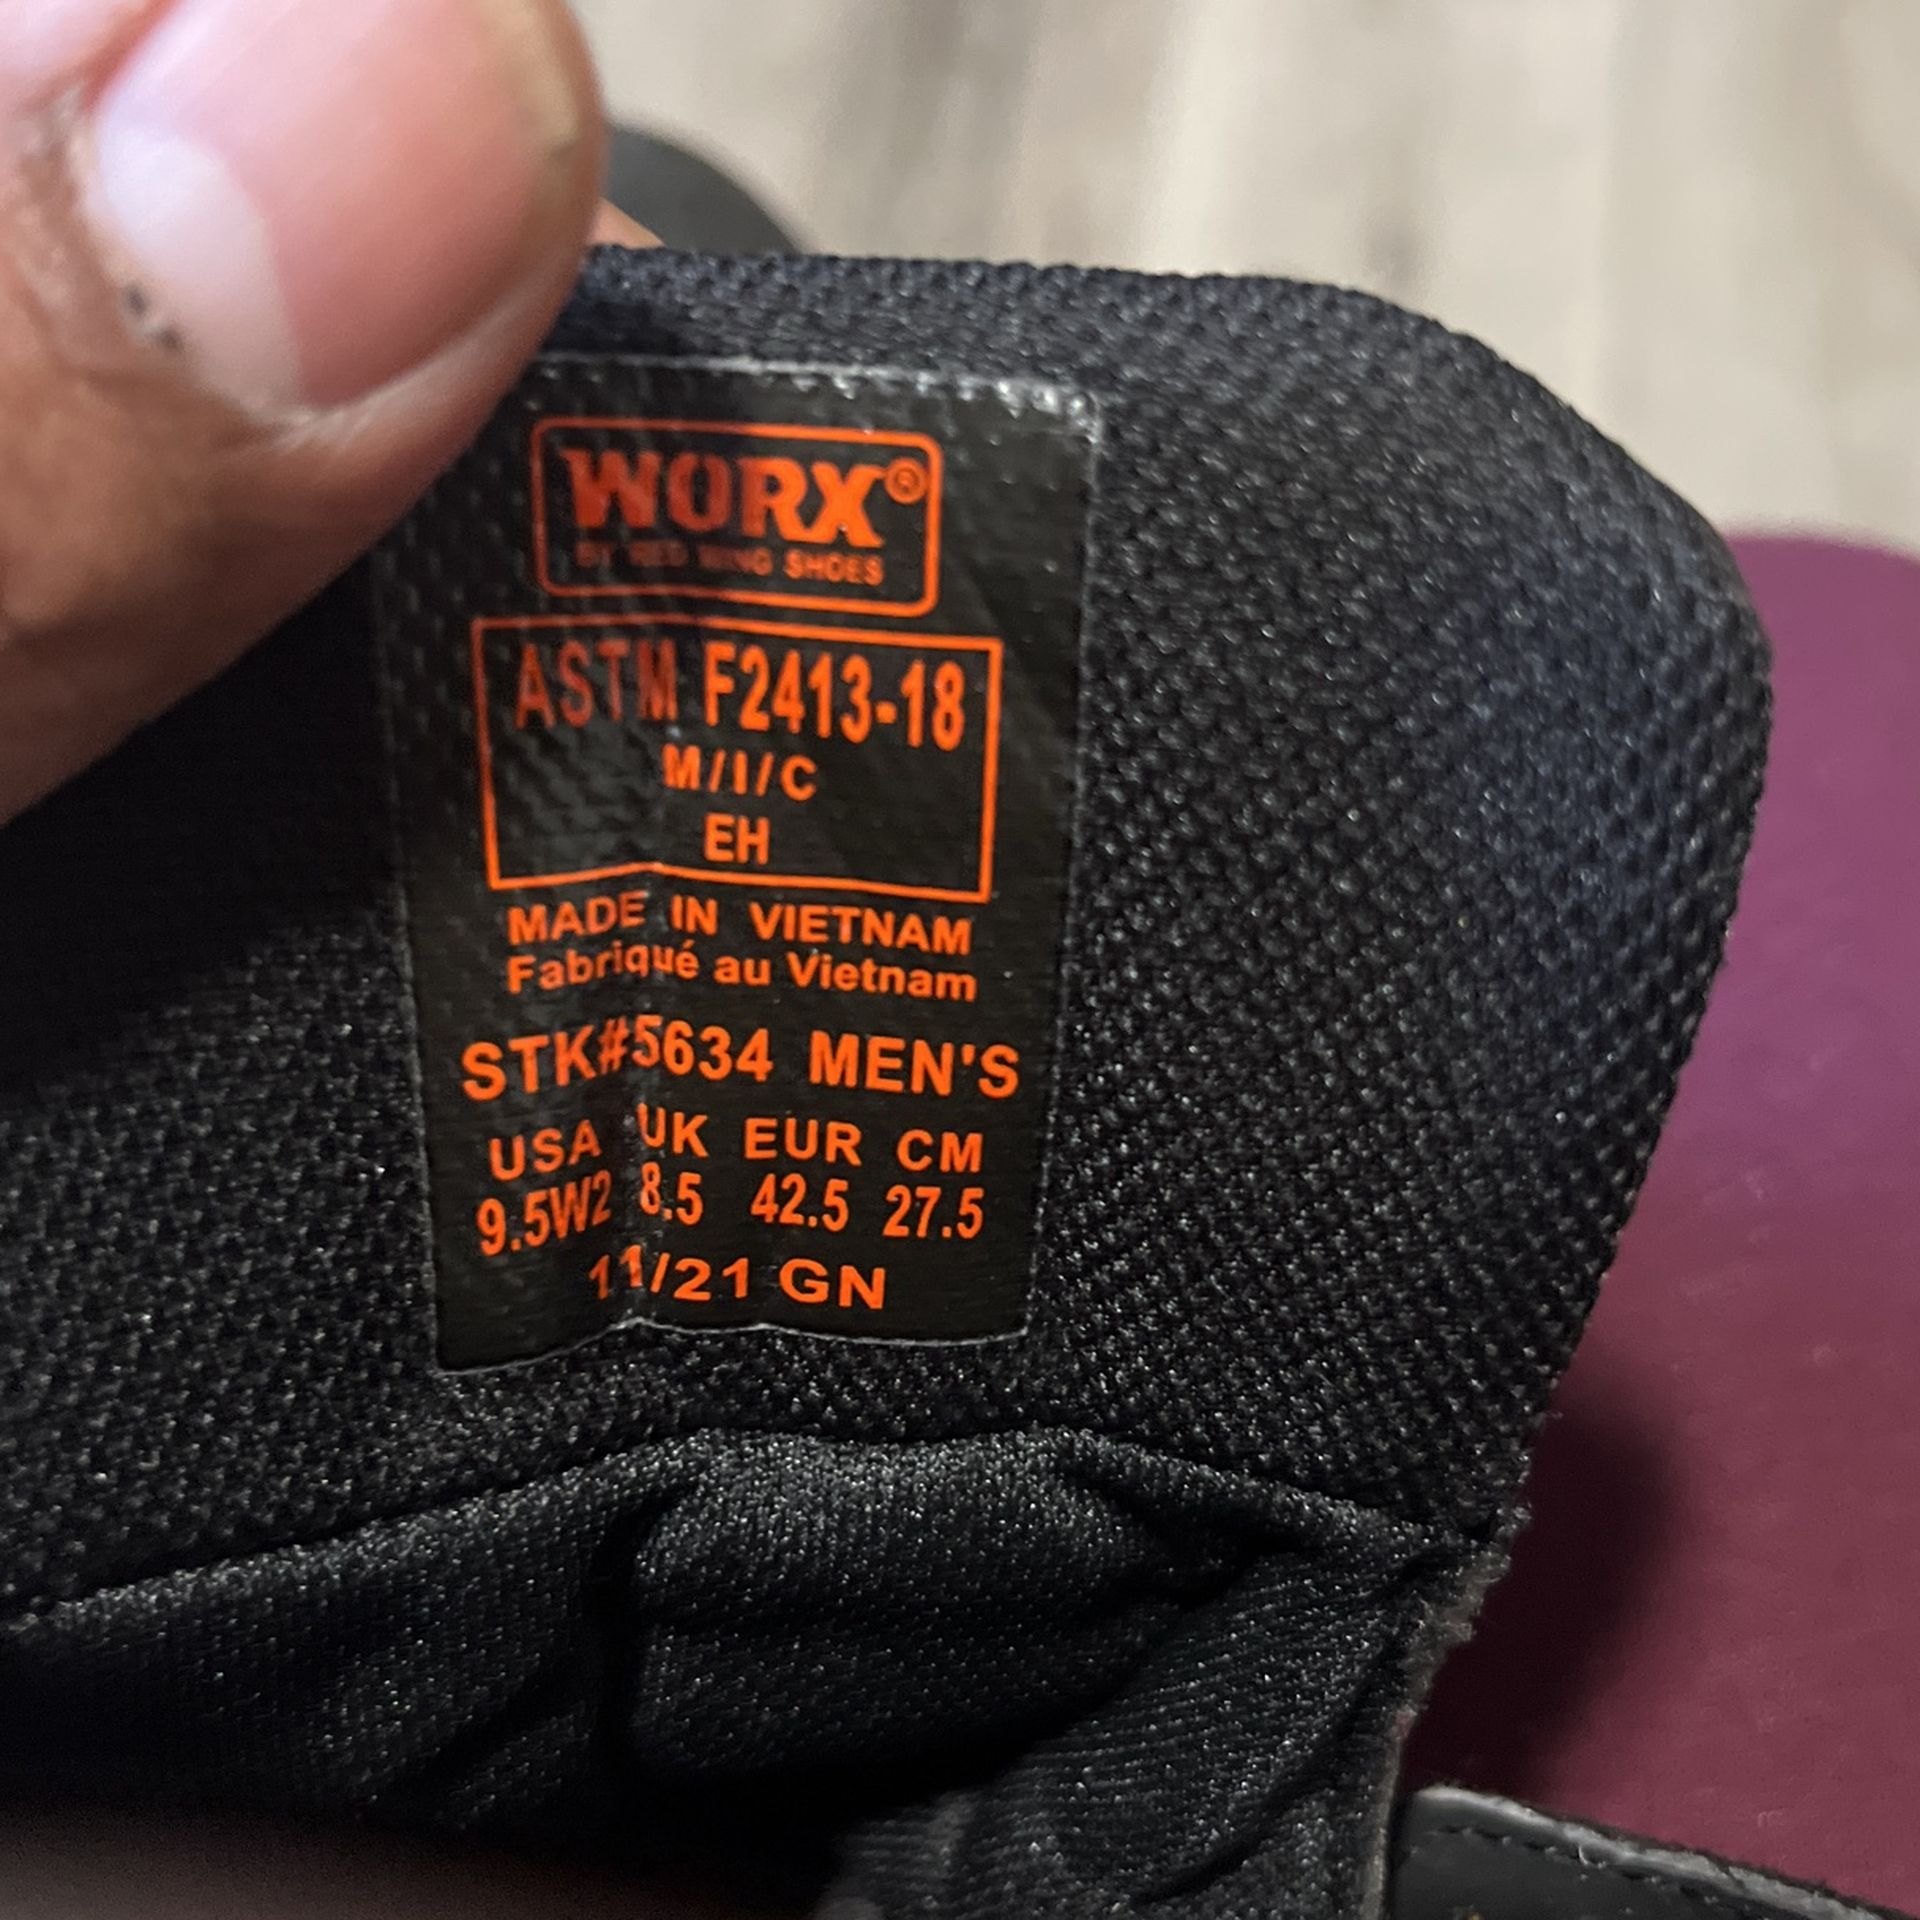 WORX®
BY RED WING SHOES
ASTM F2413-18
M/I/C
EH
MADE IN VIETNAM
Fabriqué au Vietnam
STK#5634 MEN'S
USA UK EUR CM
9.5W2 8.5 42.5 27.5
11/21 GN